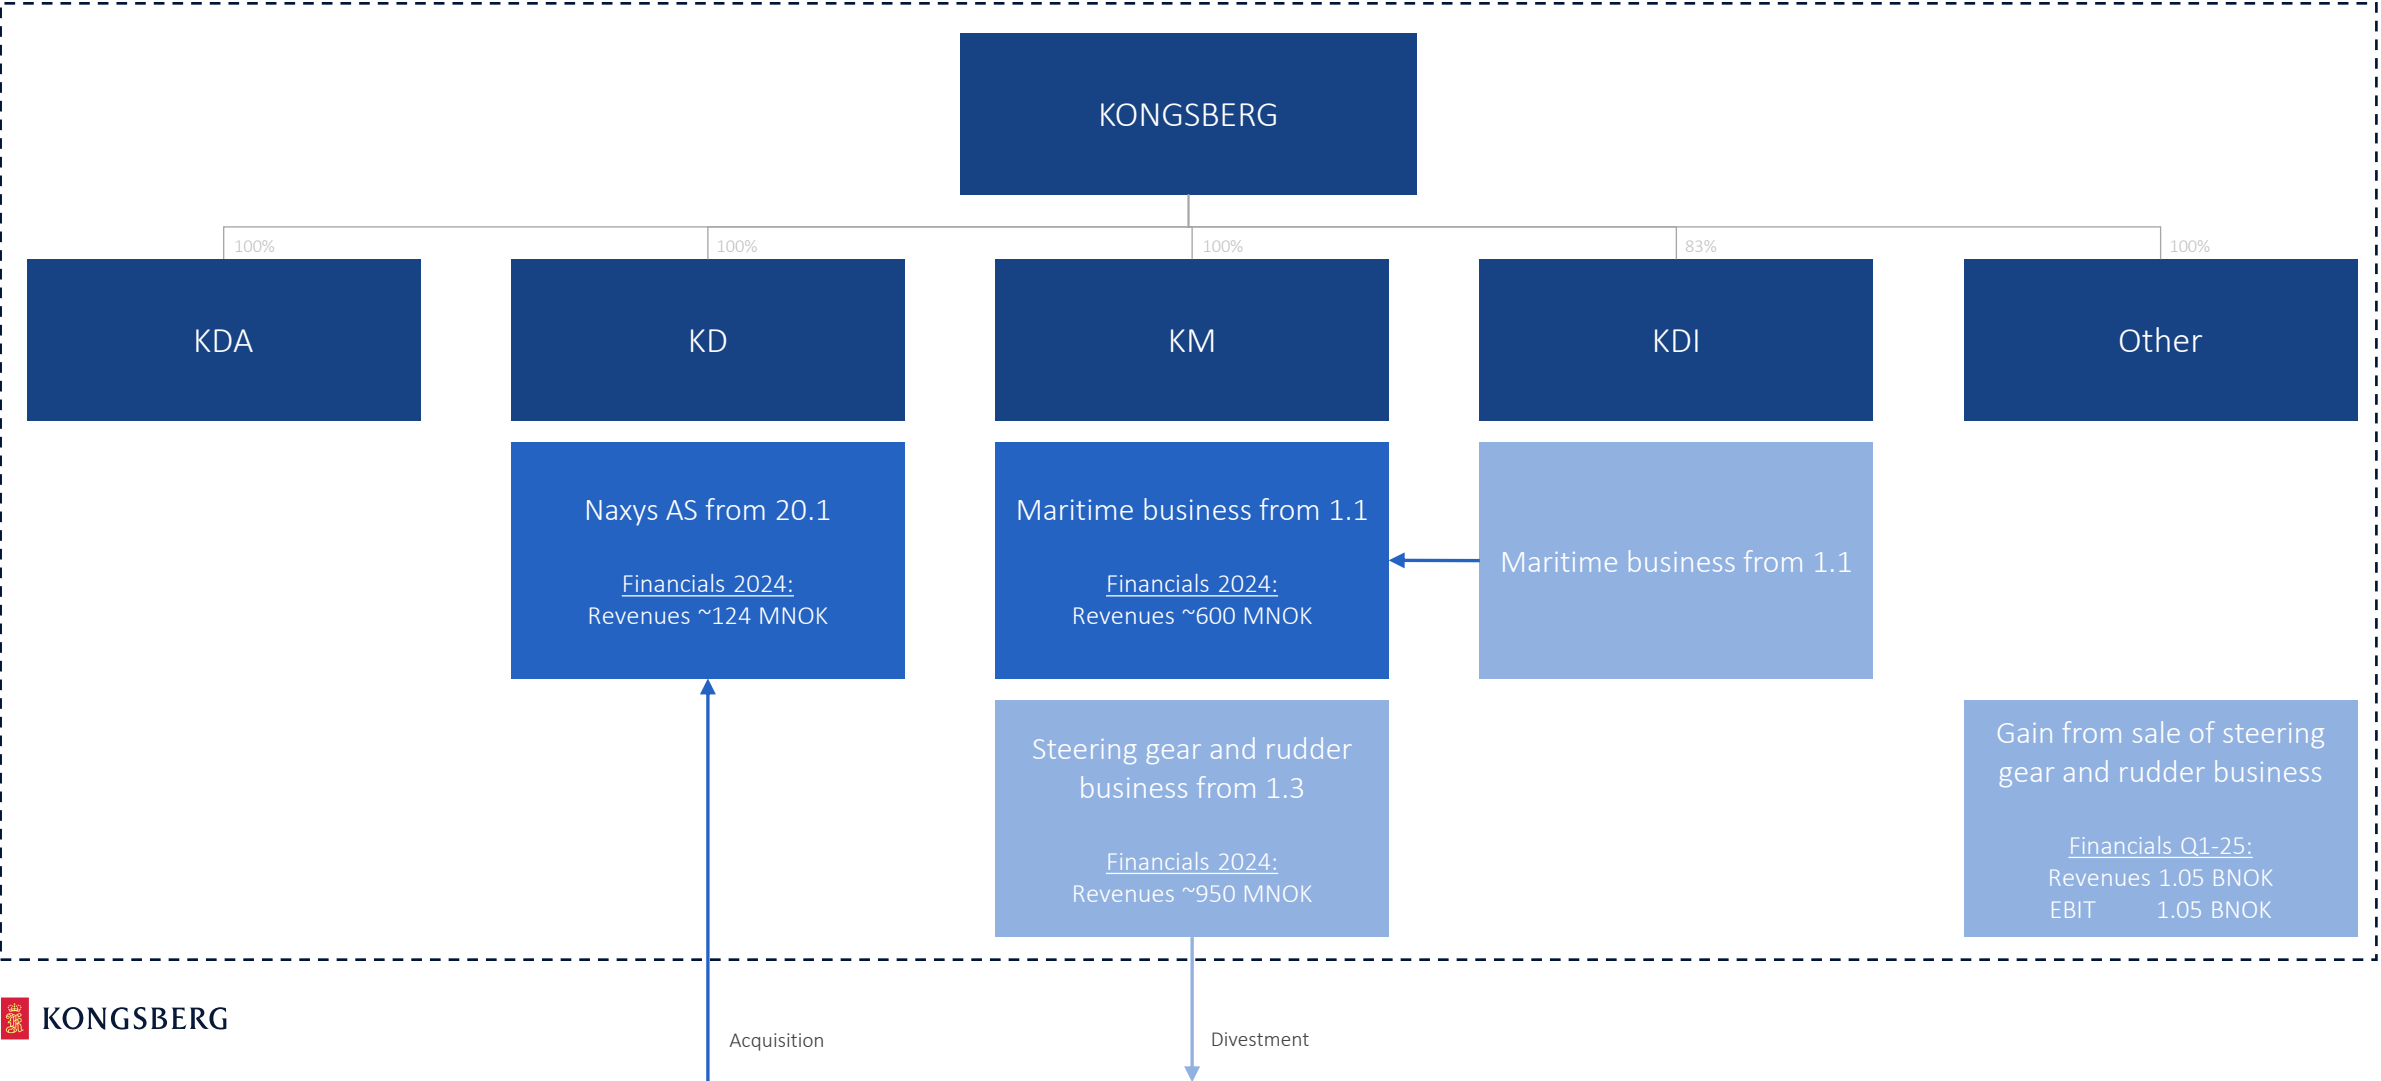 KONGSBERG
100%
100%
100%
83%
100%
KDA
KD
KM
KDI
Other
Naxys AS from 20.1
Financials 2024:
Revenues ~124 MNOK
Maritime business from 1.1
Financials 2024:
Revenues ~600 MNOK
Maritime business from 1.1
Steering gear and rudder
business from 1.3
Financials 2024:
Revenues ~950 MNOK
Gain from sale of steering
gear and rudder business
Financials Q1-25:
Revenues 1.05 BNOK
EBIT 1.05 BNOK
KONGSBERG
Acquisition
Divestment